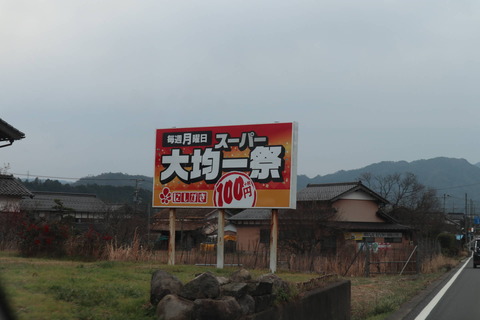 毎週月曜日 スーパー
大均一祭
にしがき 100円